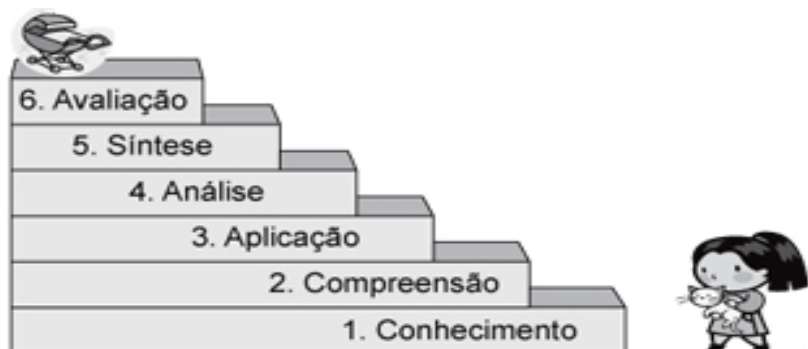 6. Avaliação
5. Síntese
4. Análise
3. Aplicação
2. Compreensão
1. Conhecimento